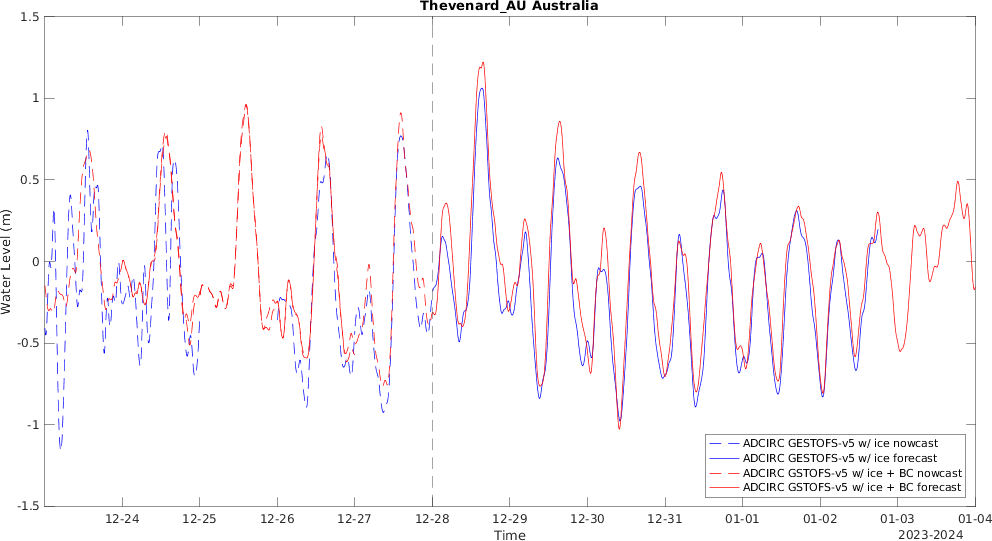 Thevenard_AU Australia
1.5
1
0.5
0
-0.5
-1
-1.5
Water Level (m)
12-24 12-25 12-26 12-27 12-28 12-29 12-30 12-31 01-01 01-02 01-03 01-04
Time
2023-2024
ADCIRC GESTOFS-v5 w/ ice nowcast
ADCIRC GESTOFS-v5 w/ ice forecast
ADCIRC GSTOFS-v5 w/ ice + BC nowcast
ADCIRC GSTOFS-v5 w/ ice + BC forecast